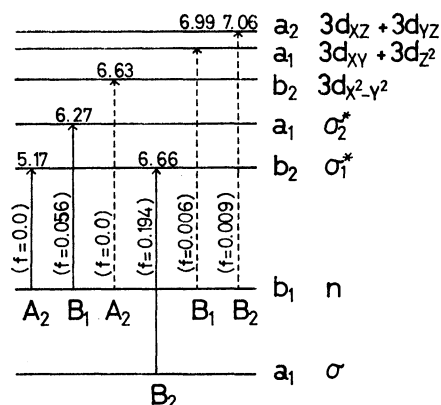 6.99 7.06 a₂ 3dXZ + 3dYZ
a₁ 3dXY + 3dZ²
6.63 b₂ 3dX²-Y²
6.27 a₁ σ₂*
5.17 6.66 b₂ σ₁*
(f=0.0) (f=0.056) (f=0.0) (f=0.194) (f=0.006) (f=0.009)
b₁ n
A₂ B₁ A₂ B₁ B₂
a₁ σ
B₂